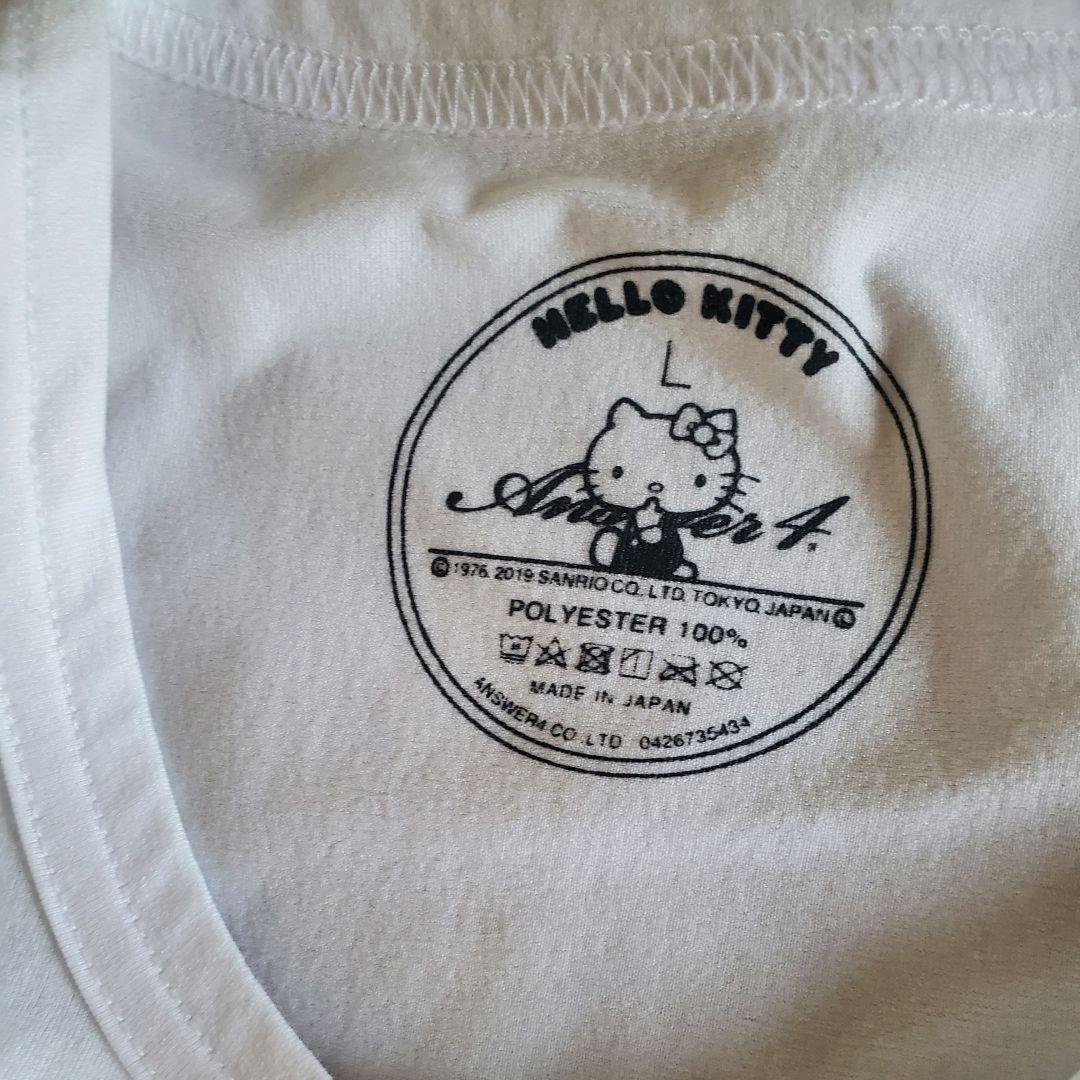 HELLO KITTY
L
Answer4.
© 1976, 2019 SANRIO CO., LTD. TOKYO, JAPAN Ⓛ
POLYESTER 100%
MADE IN JAPAN
ANSWER4 CO.,LTD 0426735434